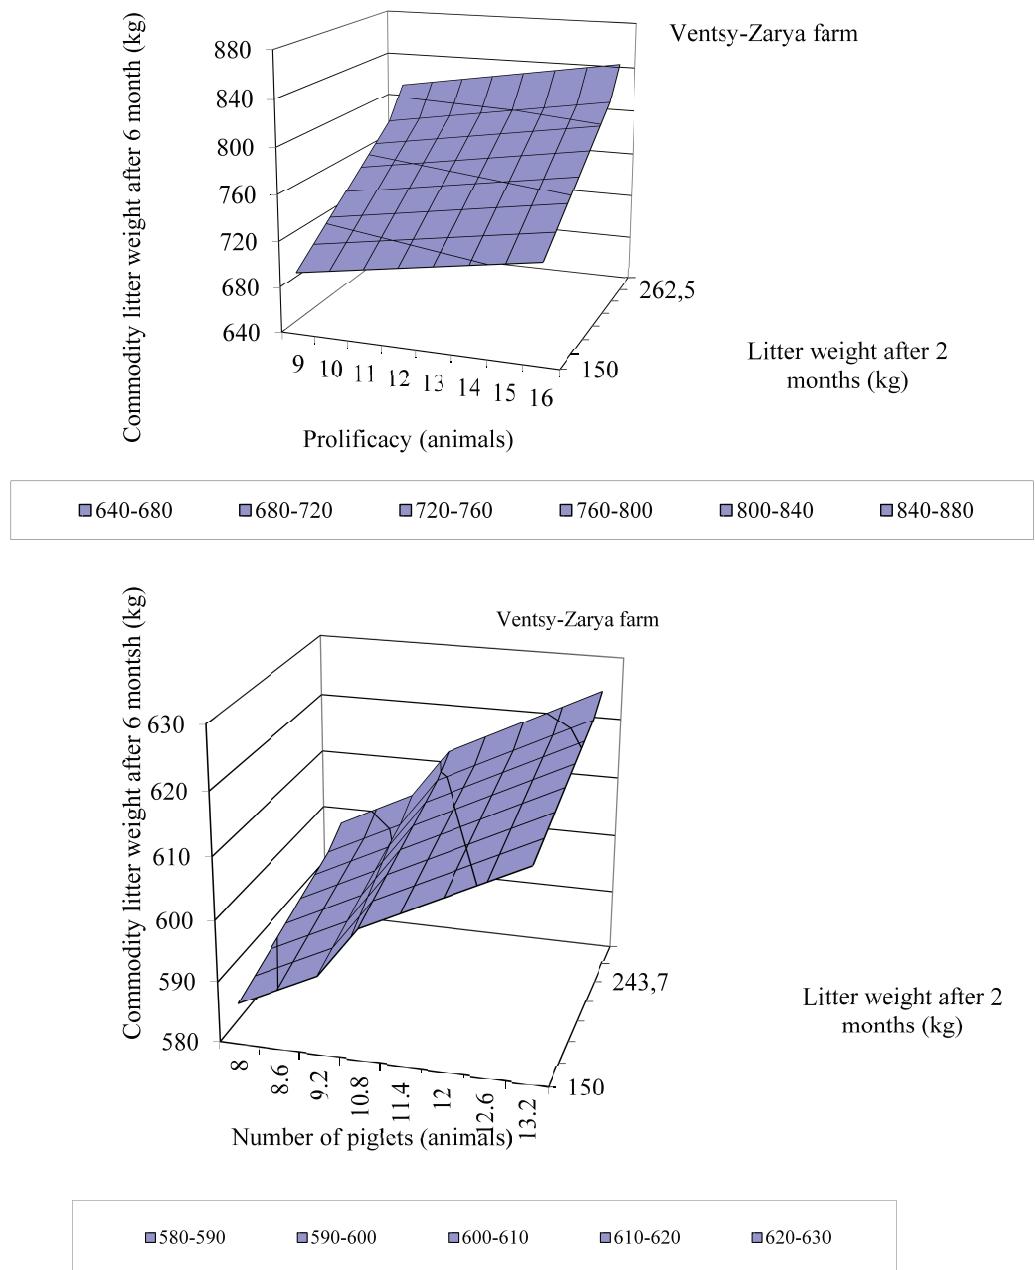 Ventsy-Zarya farm
Commodity litter weight after 6 month (kg)
880
840
800
760
720
680
640
9 10 11 12 13 14 15 16
150
262,5
Litter weight after 2
months (kg)
Prolificacy (animals)
640-680 680-720 720-760 760-800 800-840 840-880
Ventsy-Zarya farm
Commodity litter weight after 6 montsh (kg)
630
620
610
600
590
580
8 8.6 9.2 10.8 11.4 12 12.6 13.2
150
243,7
Litter weight after 2
months (kg)
Number of piglets (animals)
580-590 590-600 600-610 610-620 620-630